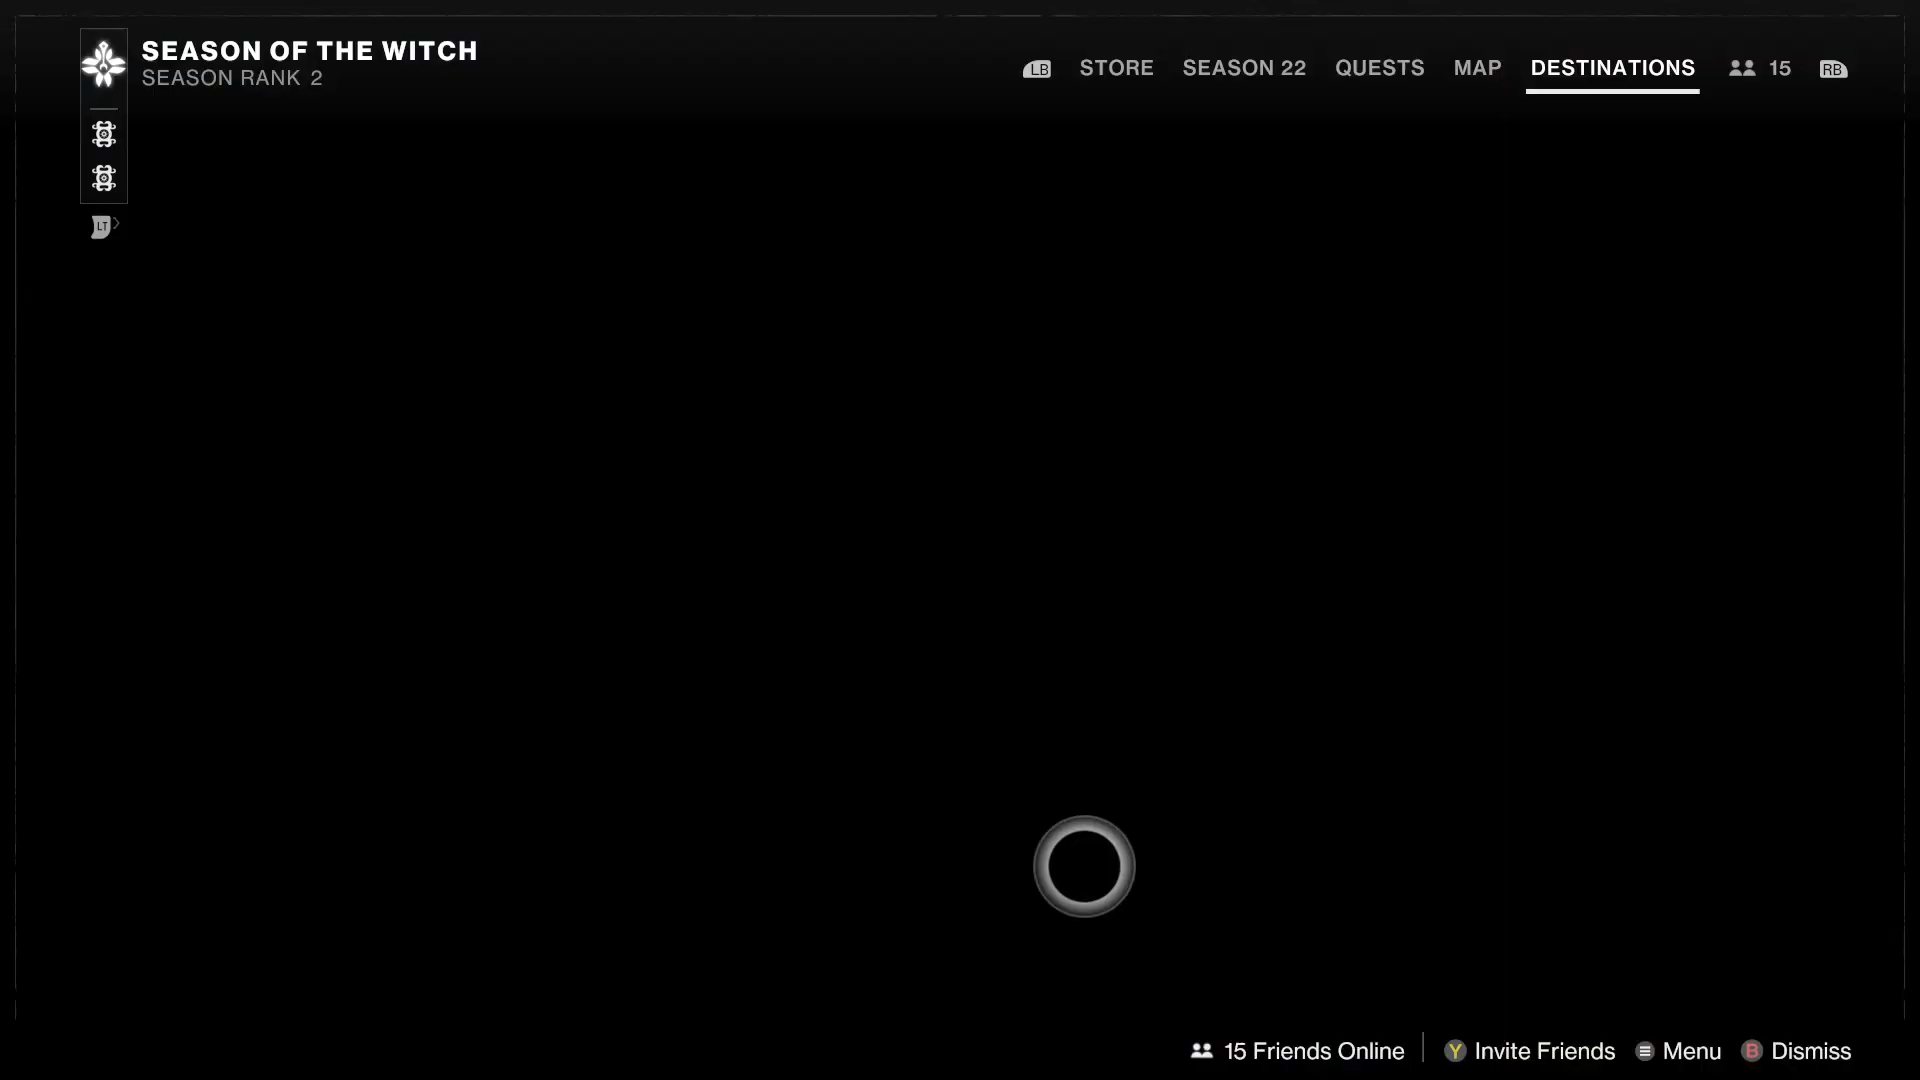 SEASON OF THE WITCH
SEASON RANK 2
LB STORE SEASON 22 QUESTS MAP DESTINATIONS 15 RB
LT
15 Friends Online Y Invite Friends Menu B Dismiss